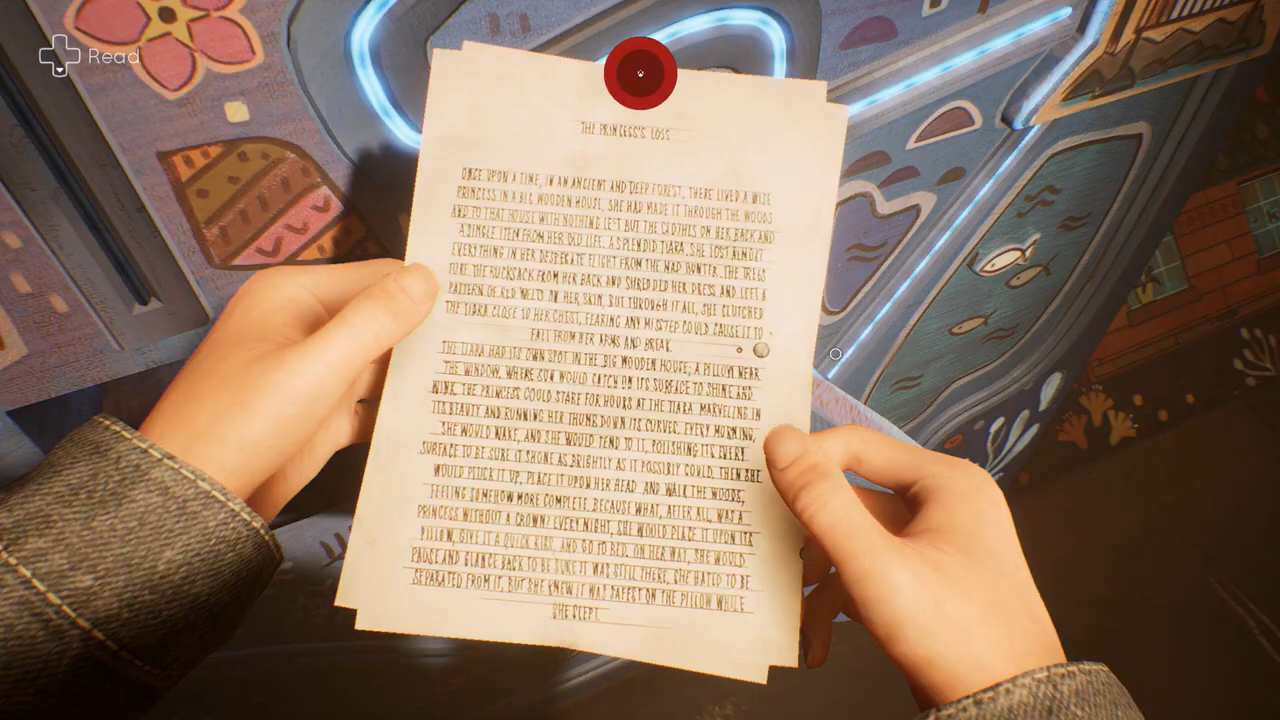 Read
THE PRINCESS'S LOSS
ONCE UPON A TIME, IN AN ANCIENT AND DEEP FOREST, THERE LIVED A WISE
PRINCESS IN A BIG WOODEN HOUSE. SHE HAD MADE IT THROUGH THE WOODS
AND TO THAT HOUSE WITH NOTHING LEFT BUT THE CLOTHES ON HER BACK AND
A SINGLE ITEM FROM HER OLD LIFE, A SPLENDID TIARA. SHE LOST ALMOST
EVERYTHING IN HER DESPERATE FLIGHT FROM THE MAD HUNTER. THE TREES
TORE THE RUCKSACK FROM HER BACK AND SHREDDED HER DRESS AND LEFT A
PATTERN OF RED WELTS IN HER SKIN, BUT THROUGH IT ALL, SHE CLUTCHED
THE TIARA CLOSE TO HER CHEST, FEARING ANY MISSTEP COULD CAUSE IT TO
FALL FROM HER ARMS AND BREAK.
THE TIARA HAD ITS OWN SPOT IN THE BIG WOODEN HOUSE; A PILLOW NEAR
THE WINDOW, WHERE SUN WOULD CATCH ON ITS SURFACE TO SHINE AND
WINK. THE PRINCESS COULD STARE FOR HOURS AT THE TIARA, MARVELING IN
ITS BEAUTY AND RUNNING HER THUMB DOWN ITS CURVES. EVERY MORNING,
SHE WOULD WAKE, AND SHE WOULD TEND TO IT, POLISHING ITS EVERY
SURFACE TO BE SURE IT SHONE AS BRIGHTLY AS IT POSSIBLY COULD. THEN SHE
WOULD PLUCK IT UP, PLACE IT UPON HER HEAD, AND WALK THE WOODS,
FEELING SOMEHOW MORE COMPLETE. BECAUSE WHAT, AFTER ALL, WAS A
PRINCESS WITHOUT A CROWN? EVERY NIGHT, SHE WOULD PLACE IT UPON ITS
PILLOW, GIVE IT A QUICK KISS, AND GO TO BED. ON HER WAY, SHE WOULD
PAUSE AND GLANCE BACK TO BE SURE IT WAS STILL THERE. SHE HATED TO BE
SEPARATED FROM IT, BUT SHE KNEW IT WAS SAFEST ON THE PILLOW WHILE
SHE SLEPT.